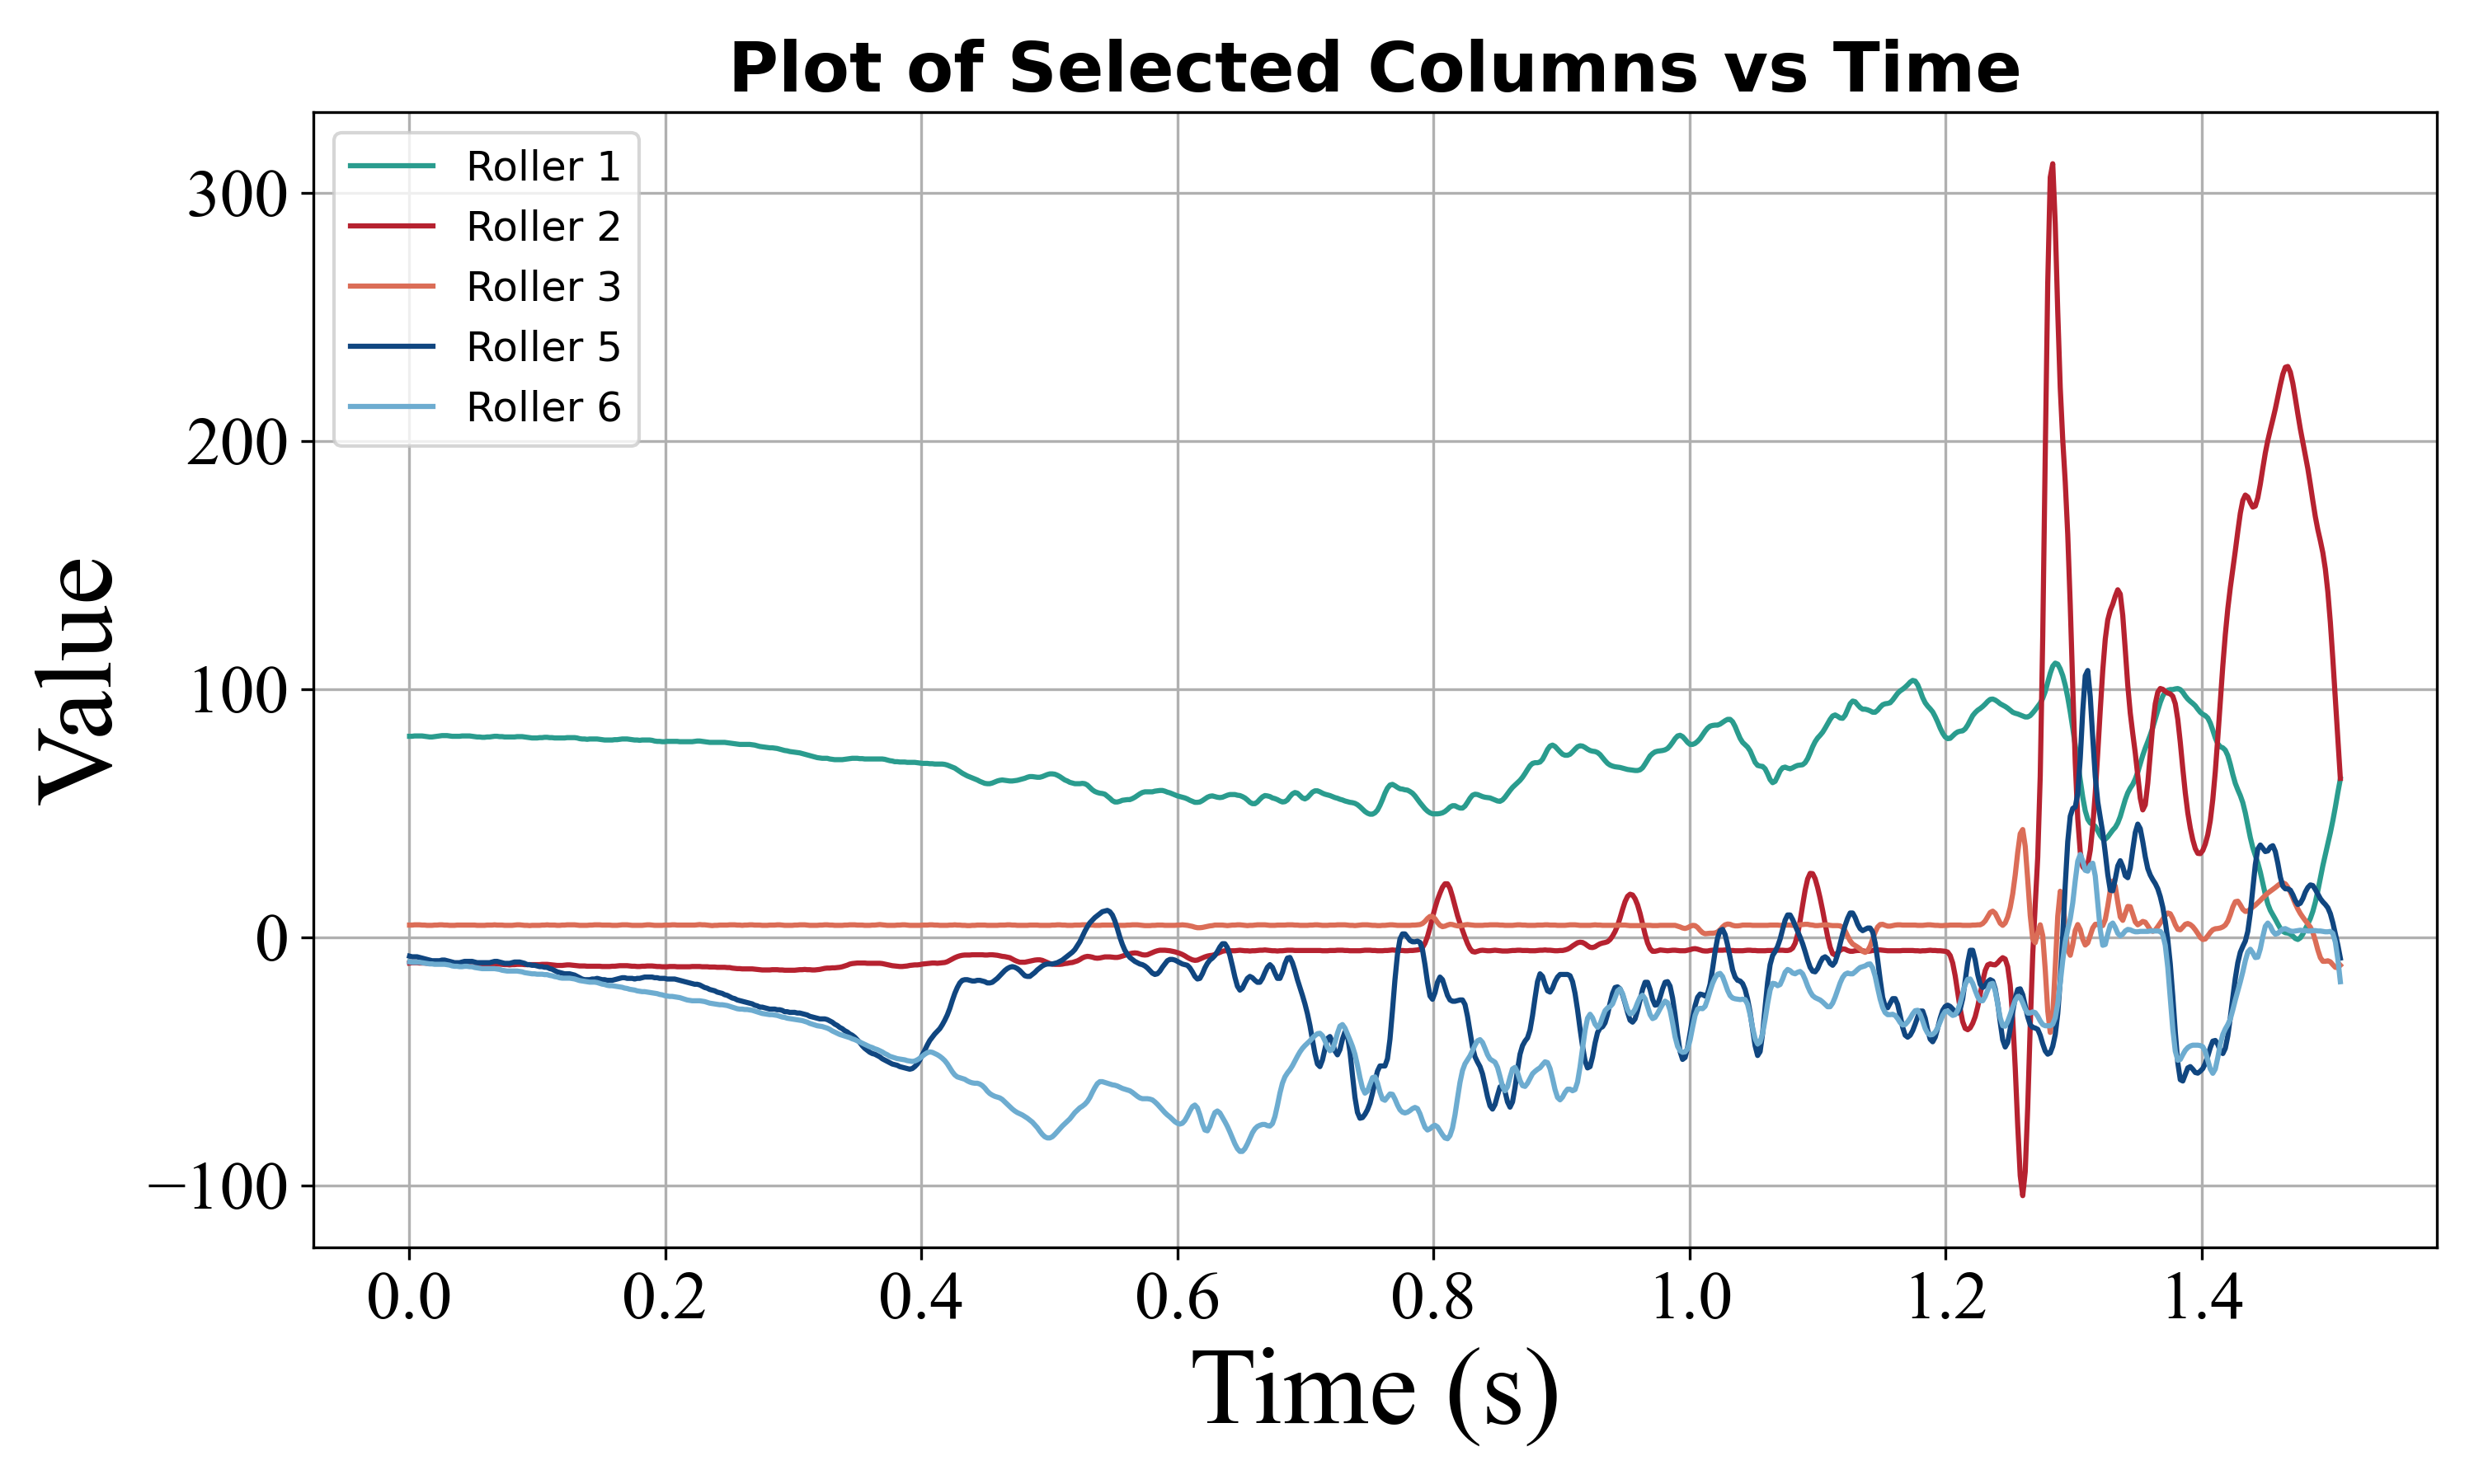 Plot of Selected Columns vs Time
Roller 1
Roller 2
Roller 3
Roller 5
Roller 6
300
200
100
0
−100
Value
0.0 0.2 0.4 0.6 0.8 1.0 1.2 1.4
Time (s)